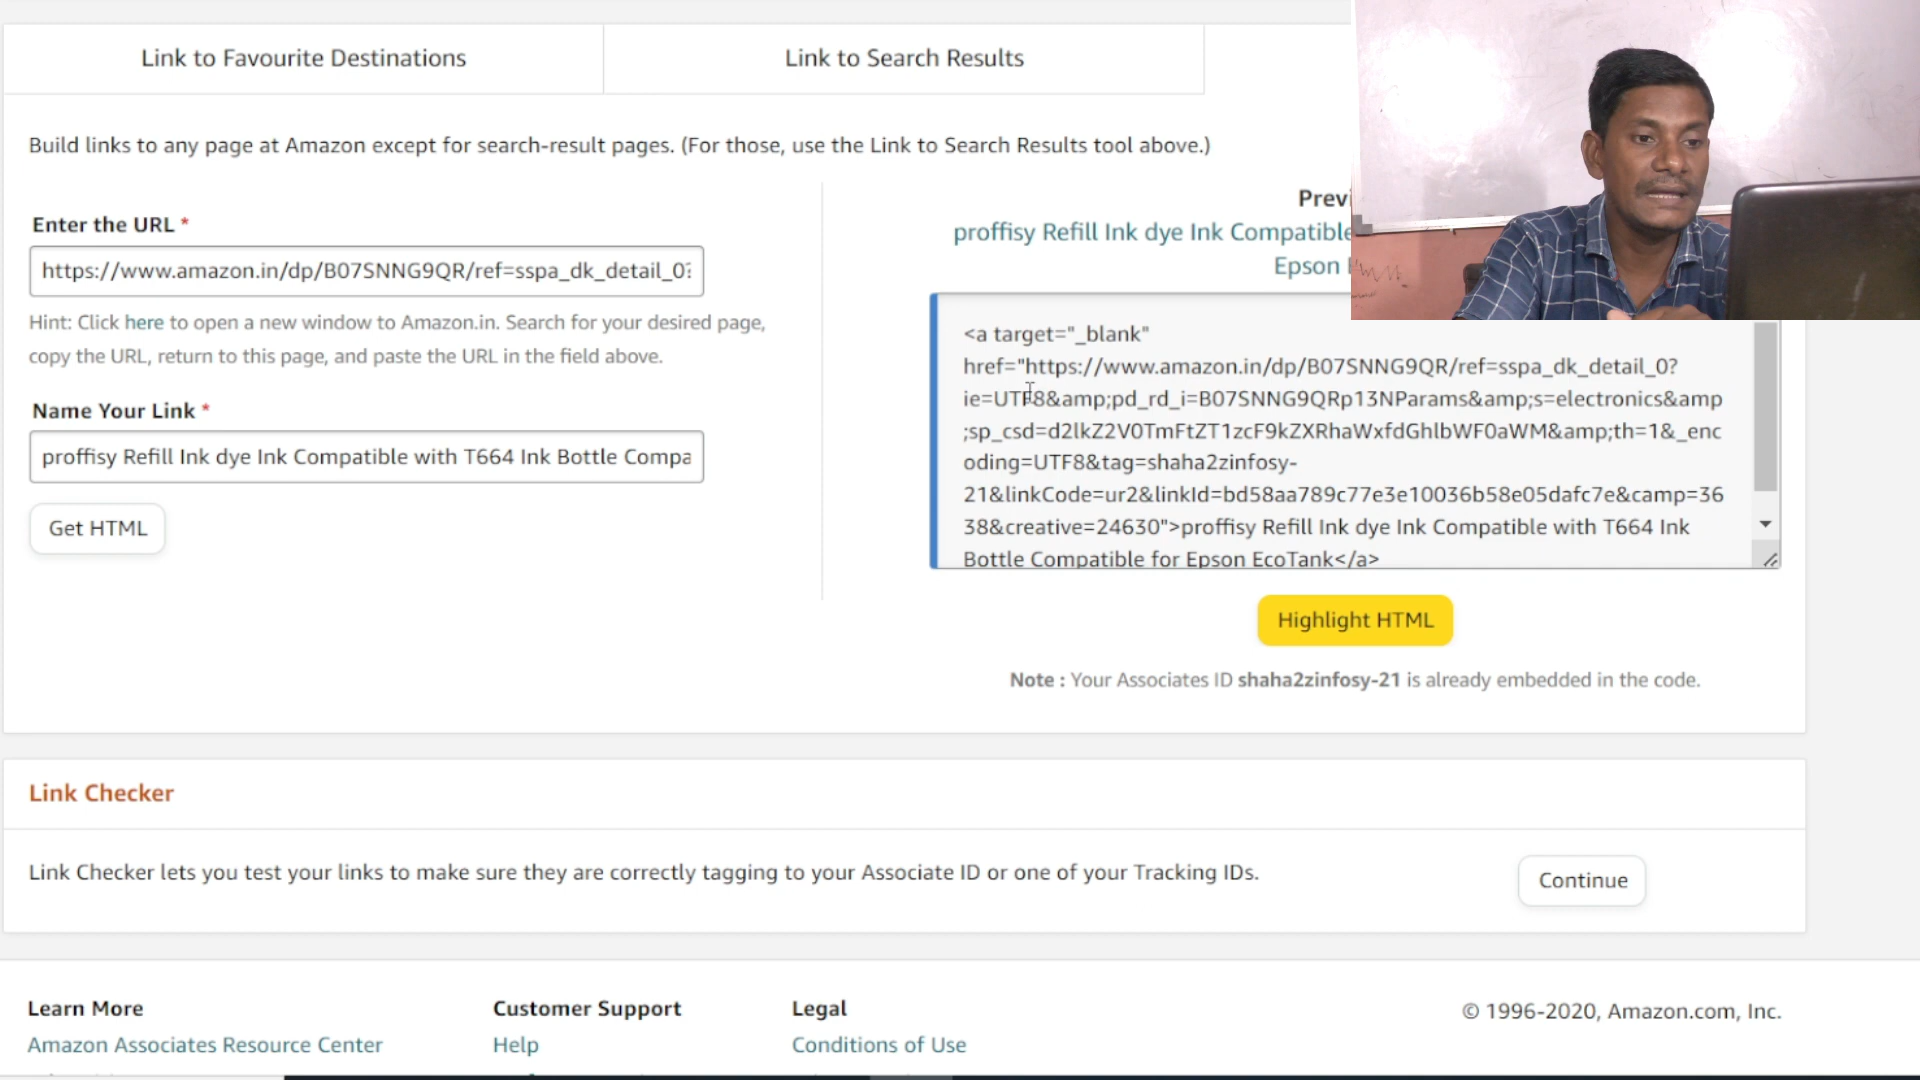 Link to Favourite Destinations
Link to Search Results
Build links to any page at Amazon except for search-result pages. (For those, use the Link to Search Results tool above.)
Enter the URL *
https://www.amazon.in/dp/B07SNNG9QR/ref=sspa_dk_detail_0?
Hint: Click here to open a new window to Amazon.in. Search for your desired page,
copy the URL, return to this page, and paste the URL in the field above.
Name Your Link *
proffisy Refill Ink dye Ink Compatible with T664 Ink Bottle Compa
Get HTML
Previ
proffisy Refill Ink dye Ink Compatible
Epson
<a target="_blank"
href="https://www.amazon.in/dp/B07SNNG9QR/ref=sspa_dk_detail_0?
ie=UTF8&amp;pd_rd_i=B07SNNG9QRp13NParams&amp;s=electronics&amp
;sp_csd=d2lkZ2V0TmFtZT1zcF9kZXRhaWxfdGhlbWF0aWM&amp;th=1&_enc
oding=UTF8&tag=shaha2zinfosy-
21&linkCode=ur2&linkId=bd58aa789c77e3e10036b58e05dafc7e&camp=36
38&creative=24630">proffisy Refill Ink dye Ink Compatible with T664 Ink
Bottle Compatible for Epson EcoTank</a>
Highlight HTML
Note : Your Associates ID shaha2zinfosy-21 is already embedded in the code.
Link Checker
Link Checker lets you test your links to make sure they are correctly tagging to your Associate ID or one of your Tracking IDs.
Continue
Learn More
Amazon Associates Resource Center
Customer Support
Help
Legal
Conditions of Use
© 1996-2020, Amazon.com, Inc.